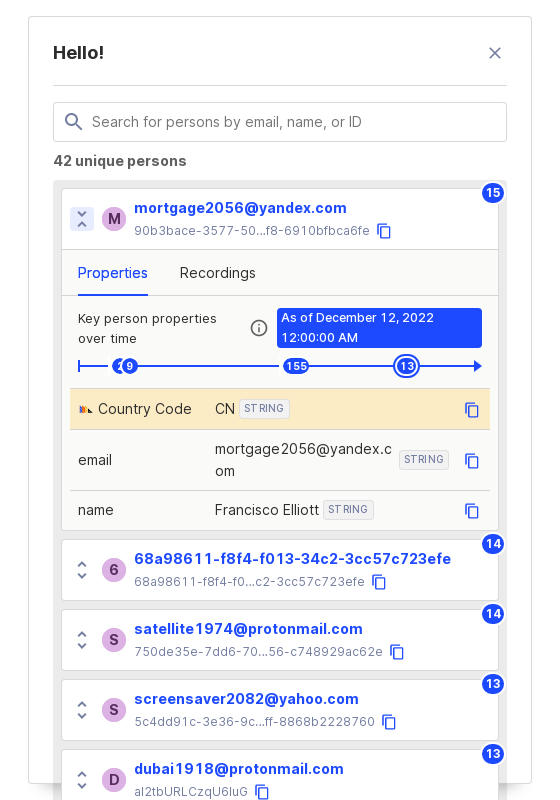 Hello!
Search for persons by email, name, or ID
42 unique persons
15
M
mortgage2056@yandex.com
90b3bace-3577-50...f8-6910bfbca6fe
Properties
Recordings
Key person properties
over time
As of December 12, 2022
12:00:00 AM
9
155
13
Country Code
CN
STRING
email
mortgage2056@yandex.c
om
STRING
name
Francisco Elliott
STRING
14
6
68a98611-f8f4-f013-34c2-3cc57c723efe
68a98611-f8f4-f0...c2-3cc57c723efe
14
S
satellite1974@protonmail.com
750de35e-7dd6-70...56-c748929ac62e
13
S
screensaver2082@yahoo.com
5c4dd91c-3e36-9c...ff-8868b2228760
13
D
dubai1918@protonmail.com